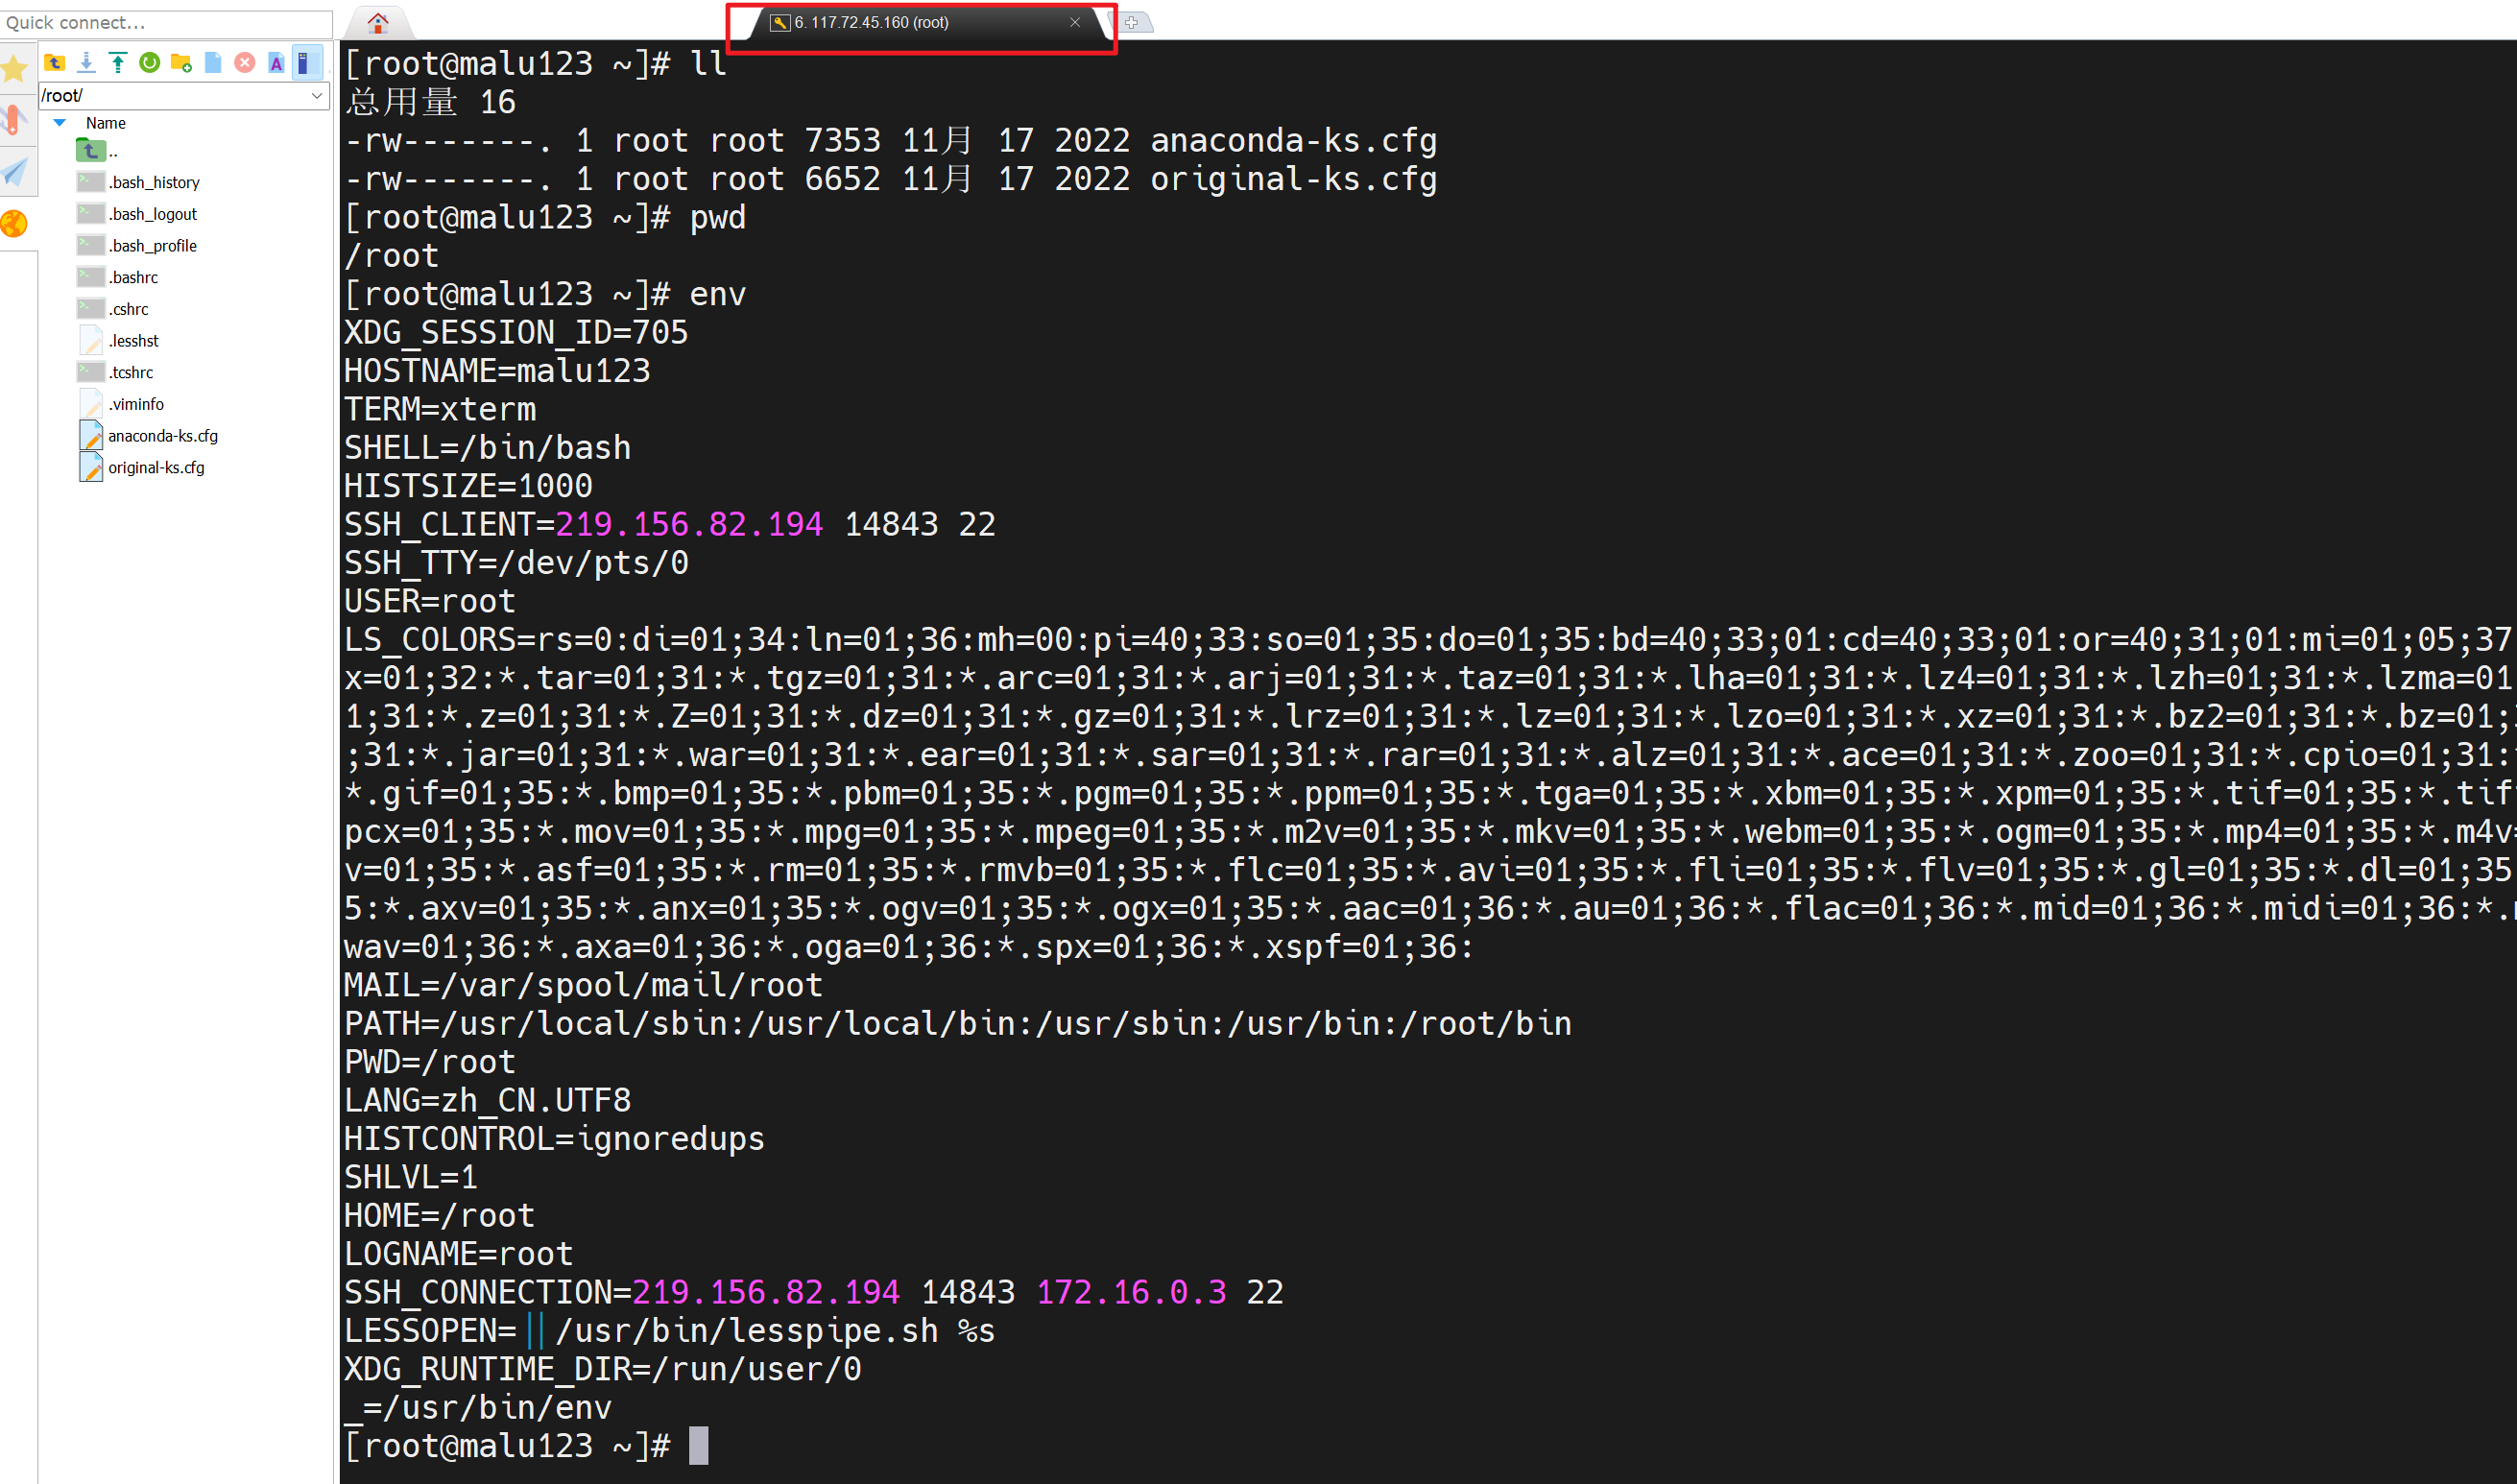 Quick connect...
6. 117.72.45.160 (root)
/root/
Name
..
.bash_history
.bash_logout
.bash_profile
.bashrc
.cshrc
.lesshst
.tcshrc
.viminfo
anaconda-ks.cfg
original-ks.cfg
[root@malu123 ~]# ll
总用量 16
-rw-------. 1 root root 7353 11月 17 2022 anaconda-ks.cfg
-rw-------. 1 root root 6652 11月 17 2022 original-ks.cfg
[root@malu123 ~]# pwd
/root
[root@malu123 ~]# env
XDG_SESSION_ID=705
HOSTNAME=malu123
TERM=xterm
SHELL=/bin/bash
HISTSIZE=1000
SSH_CLIENT=219.156.82.194 14843 22
SSH_TTY=/dev/pts/0
USER=root
LS_COLORS=rs=0:di=01;34:ln=01;36:mh=00:pi=40;33:so=01;35:do=01;35:bd=40;33;01:cd=40;33;01:or=40;31;01:mi=01;05;37
x=01;32:*.tar=01;31:*.tgz=01;31:*.arc=01;31:*.arj=01;31:*.taz=01;31:*.lha=01;31:*.lz4=01;31:*.lzh=01;31:*.lzma=01
1;31:*.z=01;31:*.Z=01;31:*.dz=01;31:*.gz=01;31:*.lrz=01;31:*.lz=01;31:*.lzo=01;31:*.xz=01;31:*.bz2=01;31:*.bz=01;
;31:*.jar=01;31:*.war=01;31:*.ear=01;31:*.sar=01;31:*.rar=01;31:*.alz=01;31:*.ace=01;31:*.zoo=01;31:*.cpio=01;31:
*.gif=01;35:*.bmp=01;35:*.pbm=01;35:*.pgm=01;35:*.ppm=01;35:*.tga=01;35:*.xbm=01;35:*.xpm=01;35:*.tif=01;35:*.tif
pcx=01;35:*.mov=01;35:*.mpg=01;35:*.mpeg=01;35:*.m2v=01;35:*.mkv=01;35:*.webm=01;35:*.ogm=01;35:*.mp4=01;35:*.m4v=
v=01;35:*.asf=01;35:*.rm=01;35:*.rmvb=01;35:*.flc=01;35:*.avi=01;35:*.fli=01;35:*.flv=01;35:*.gl=01;35:*.dl=01;35
5:*.axv=01;35:*.anx=01;35:*.ogv=01;35:*.ogx=01;35:*.aac=01;36:*.au=01;36:*.flac=01;36:*.mid=01;36:*.midi=01;36:*.
wav=01;36:*.axa=01;36:*.oga=01;36:*.spx=01;36:*.xspf=01;36:
MAIL=/var/spool/mail/root
PATH=/usr/local/sbin:/usr/local/bin:/usr/sbin:/usr/bin:/root/bin
PWD=/root
LANG=zh_CN.UTF8
HISTCONTROL=ignoredups
SHLVL=1
HOME=/root
LOGNAME=root
SSH_CONNECTION=219.156.82.194 14843 172.16.0.3 22
LESSOPEN=||/usr/bin/lesspipe.sh %s
XDG_RUNTIME_DIR=/run/user/0
_=/usr/bin/env
[root@malu123 ~]#